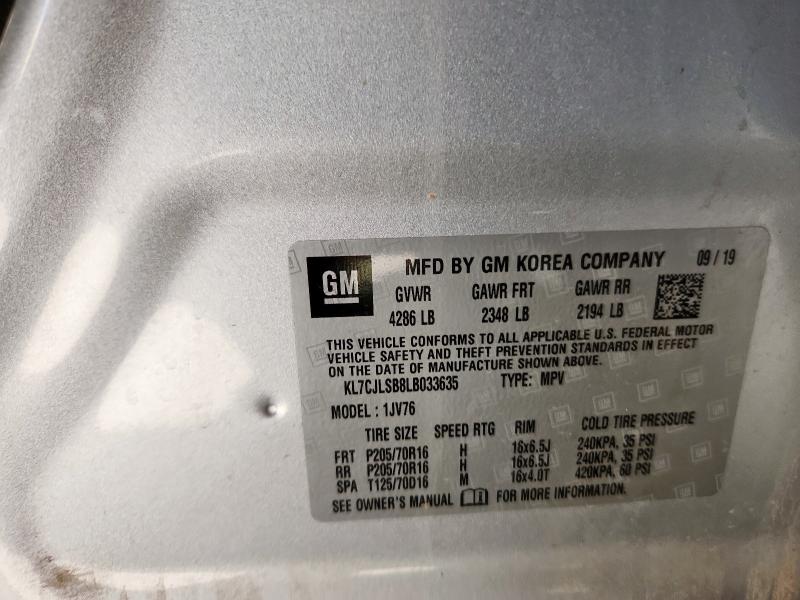 GM MFD BY GM KOREA COMPANY 09 / 19
GVWR GAWR FRT GAWR RR
4286 LB 2348 LB 2194 LB
THIS VEHICLE CONFORMS TO ALL APPLICABLE U.S. FEDERAL MOTOR
VEHICLE SAFETY AND THEFT PREVENTION STANDARDS IN EFFECT
ON THE DATE OF MANUFACTURE SHOWN ABOVE.
KL7CJLSB8LB033635 TYPE: MPV
MODEL : 1JV76
TIRE SIZE SPEED RTG RIM COLD TIRE PRESSURE
FRT P205/70R16 H 16x6.5J 240KPA, 35 PSI
RR P205/70R16 H 16x6.5J 240KPA, 35 PSI
SPA T125/70D16 M 16x4.0T 420KPA, 60 PSI
SEE OWNER'S MANUAL FOR MORE INFORMATION.